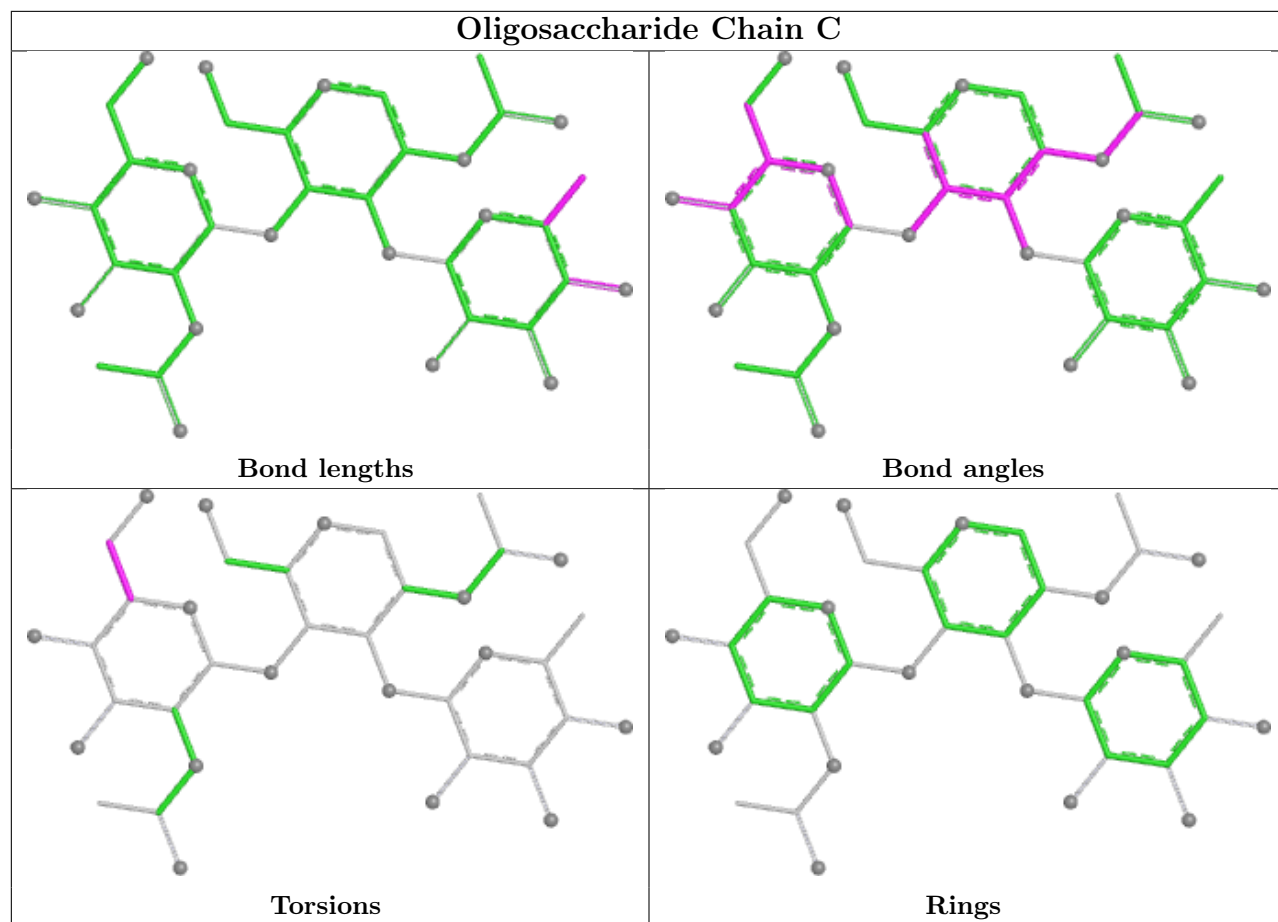 Oligosaccharide Chain C
Bond lengths
Bond angles
Torsions
Rings